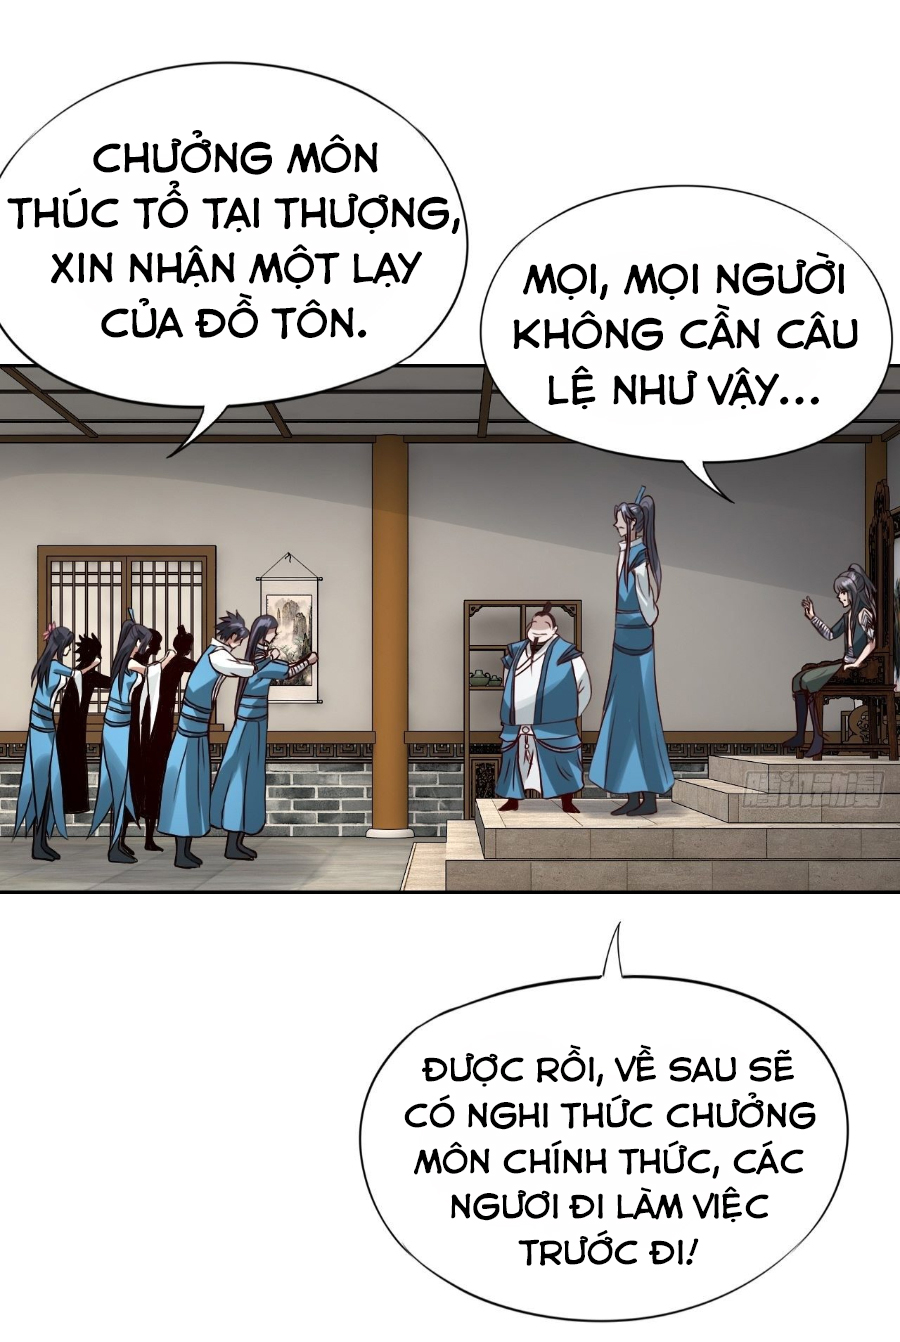 CHƯỞNG MÔN
THÚC TỔ TẠI THƯỢNG,
XIN NHẬN MỘT LẠY
CỦA ĐỒ TÔN.
MỌI, MỌI NGƯỜI
KHÔNG CẦN CÂU
LỆ NHƯ VẬY...
ĐƯỢC RỒI, VỀ SAU SẼ
CÓ NGHI THỨC CHƯỞNG
MÔN CHÍNH THỨC, CÁC
NGƯƠI ĐI LÀM VIỆC
TRƯỚC ĐI!